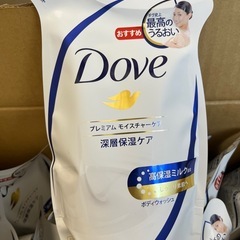 おすすめ
最高の
うるおい
Dove
プレミアム モイスチャーケア
深層保湿ケア
高保湿ミルク
ボディウォッシュ